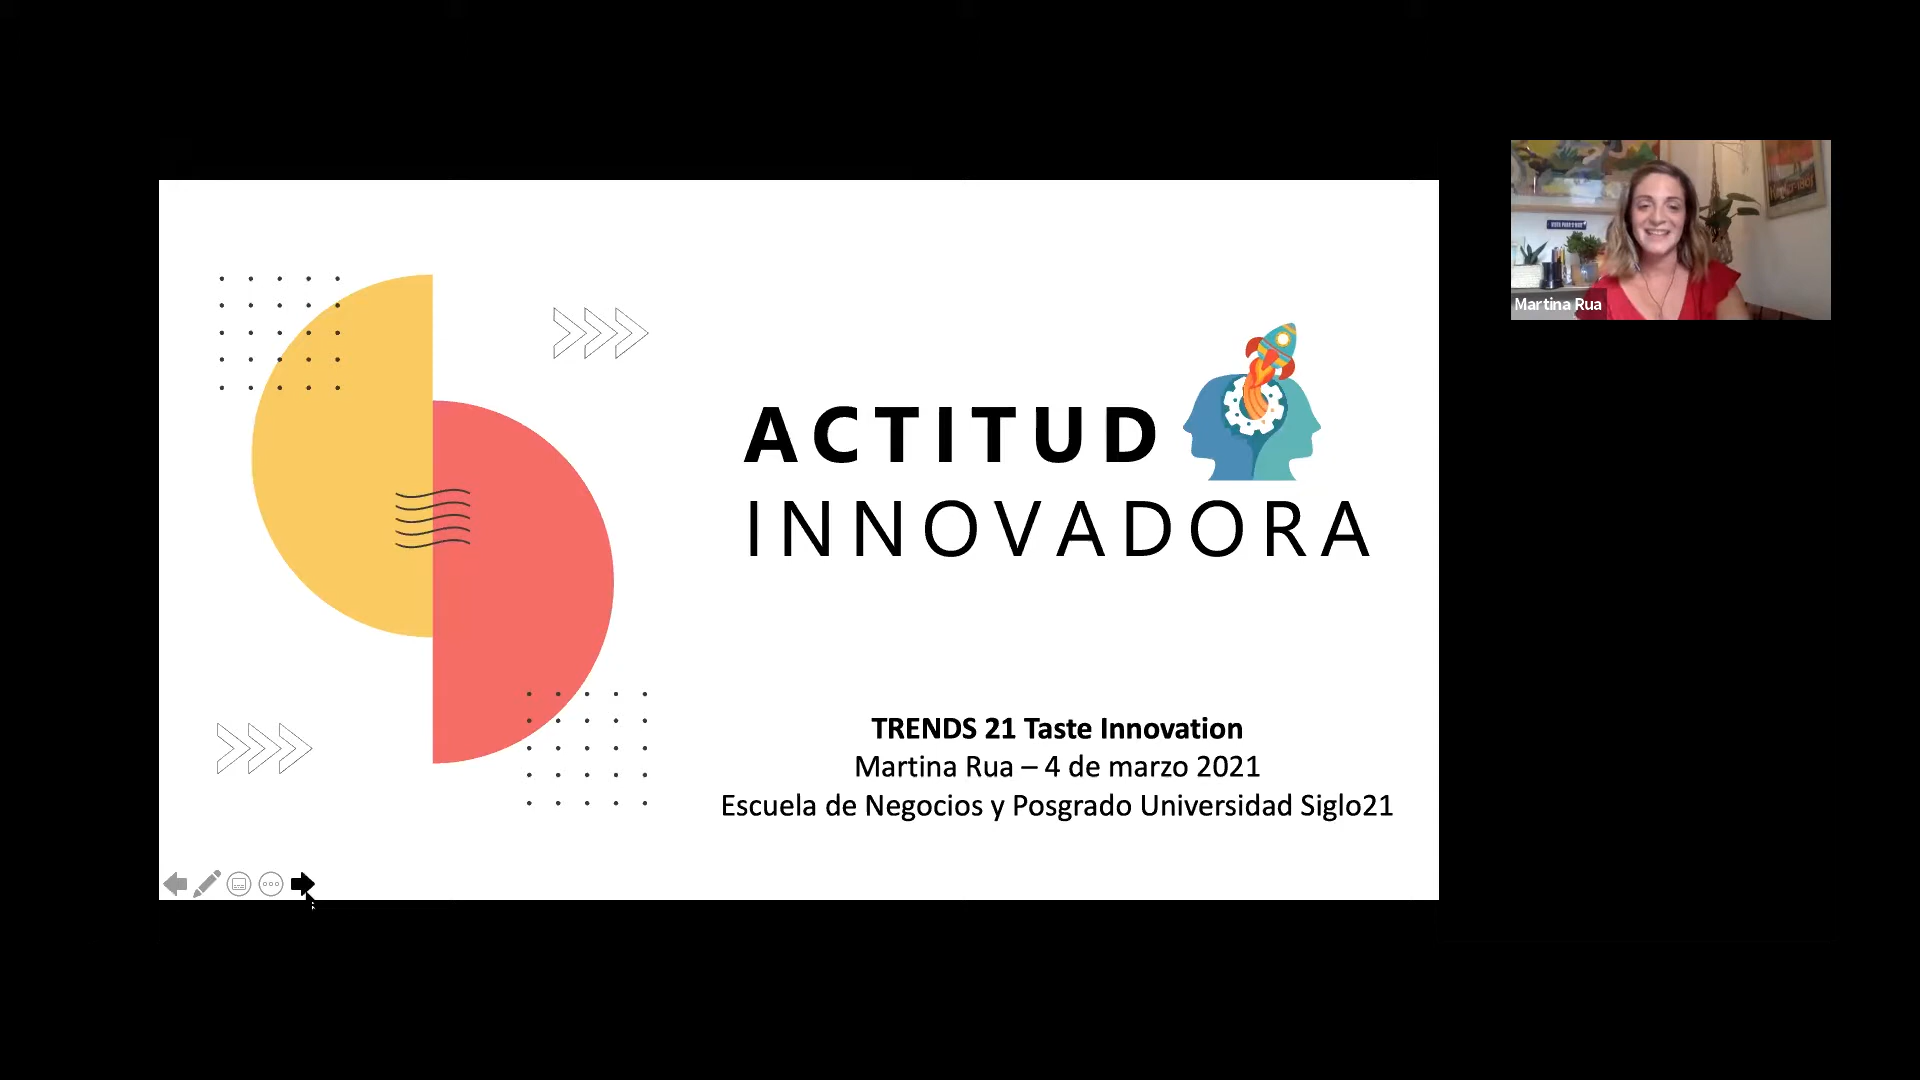 ACTITUD
INNOVADORA
TRENDS 21 Taste Innovation
Martina Rua – 4 de marzo 2021
Escuela de Negocios y Posgrado Universidad Siglo21
Martina Rua